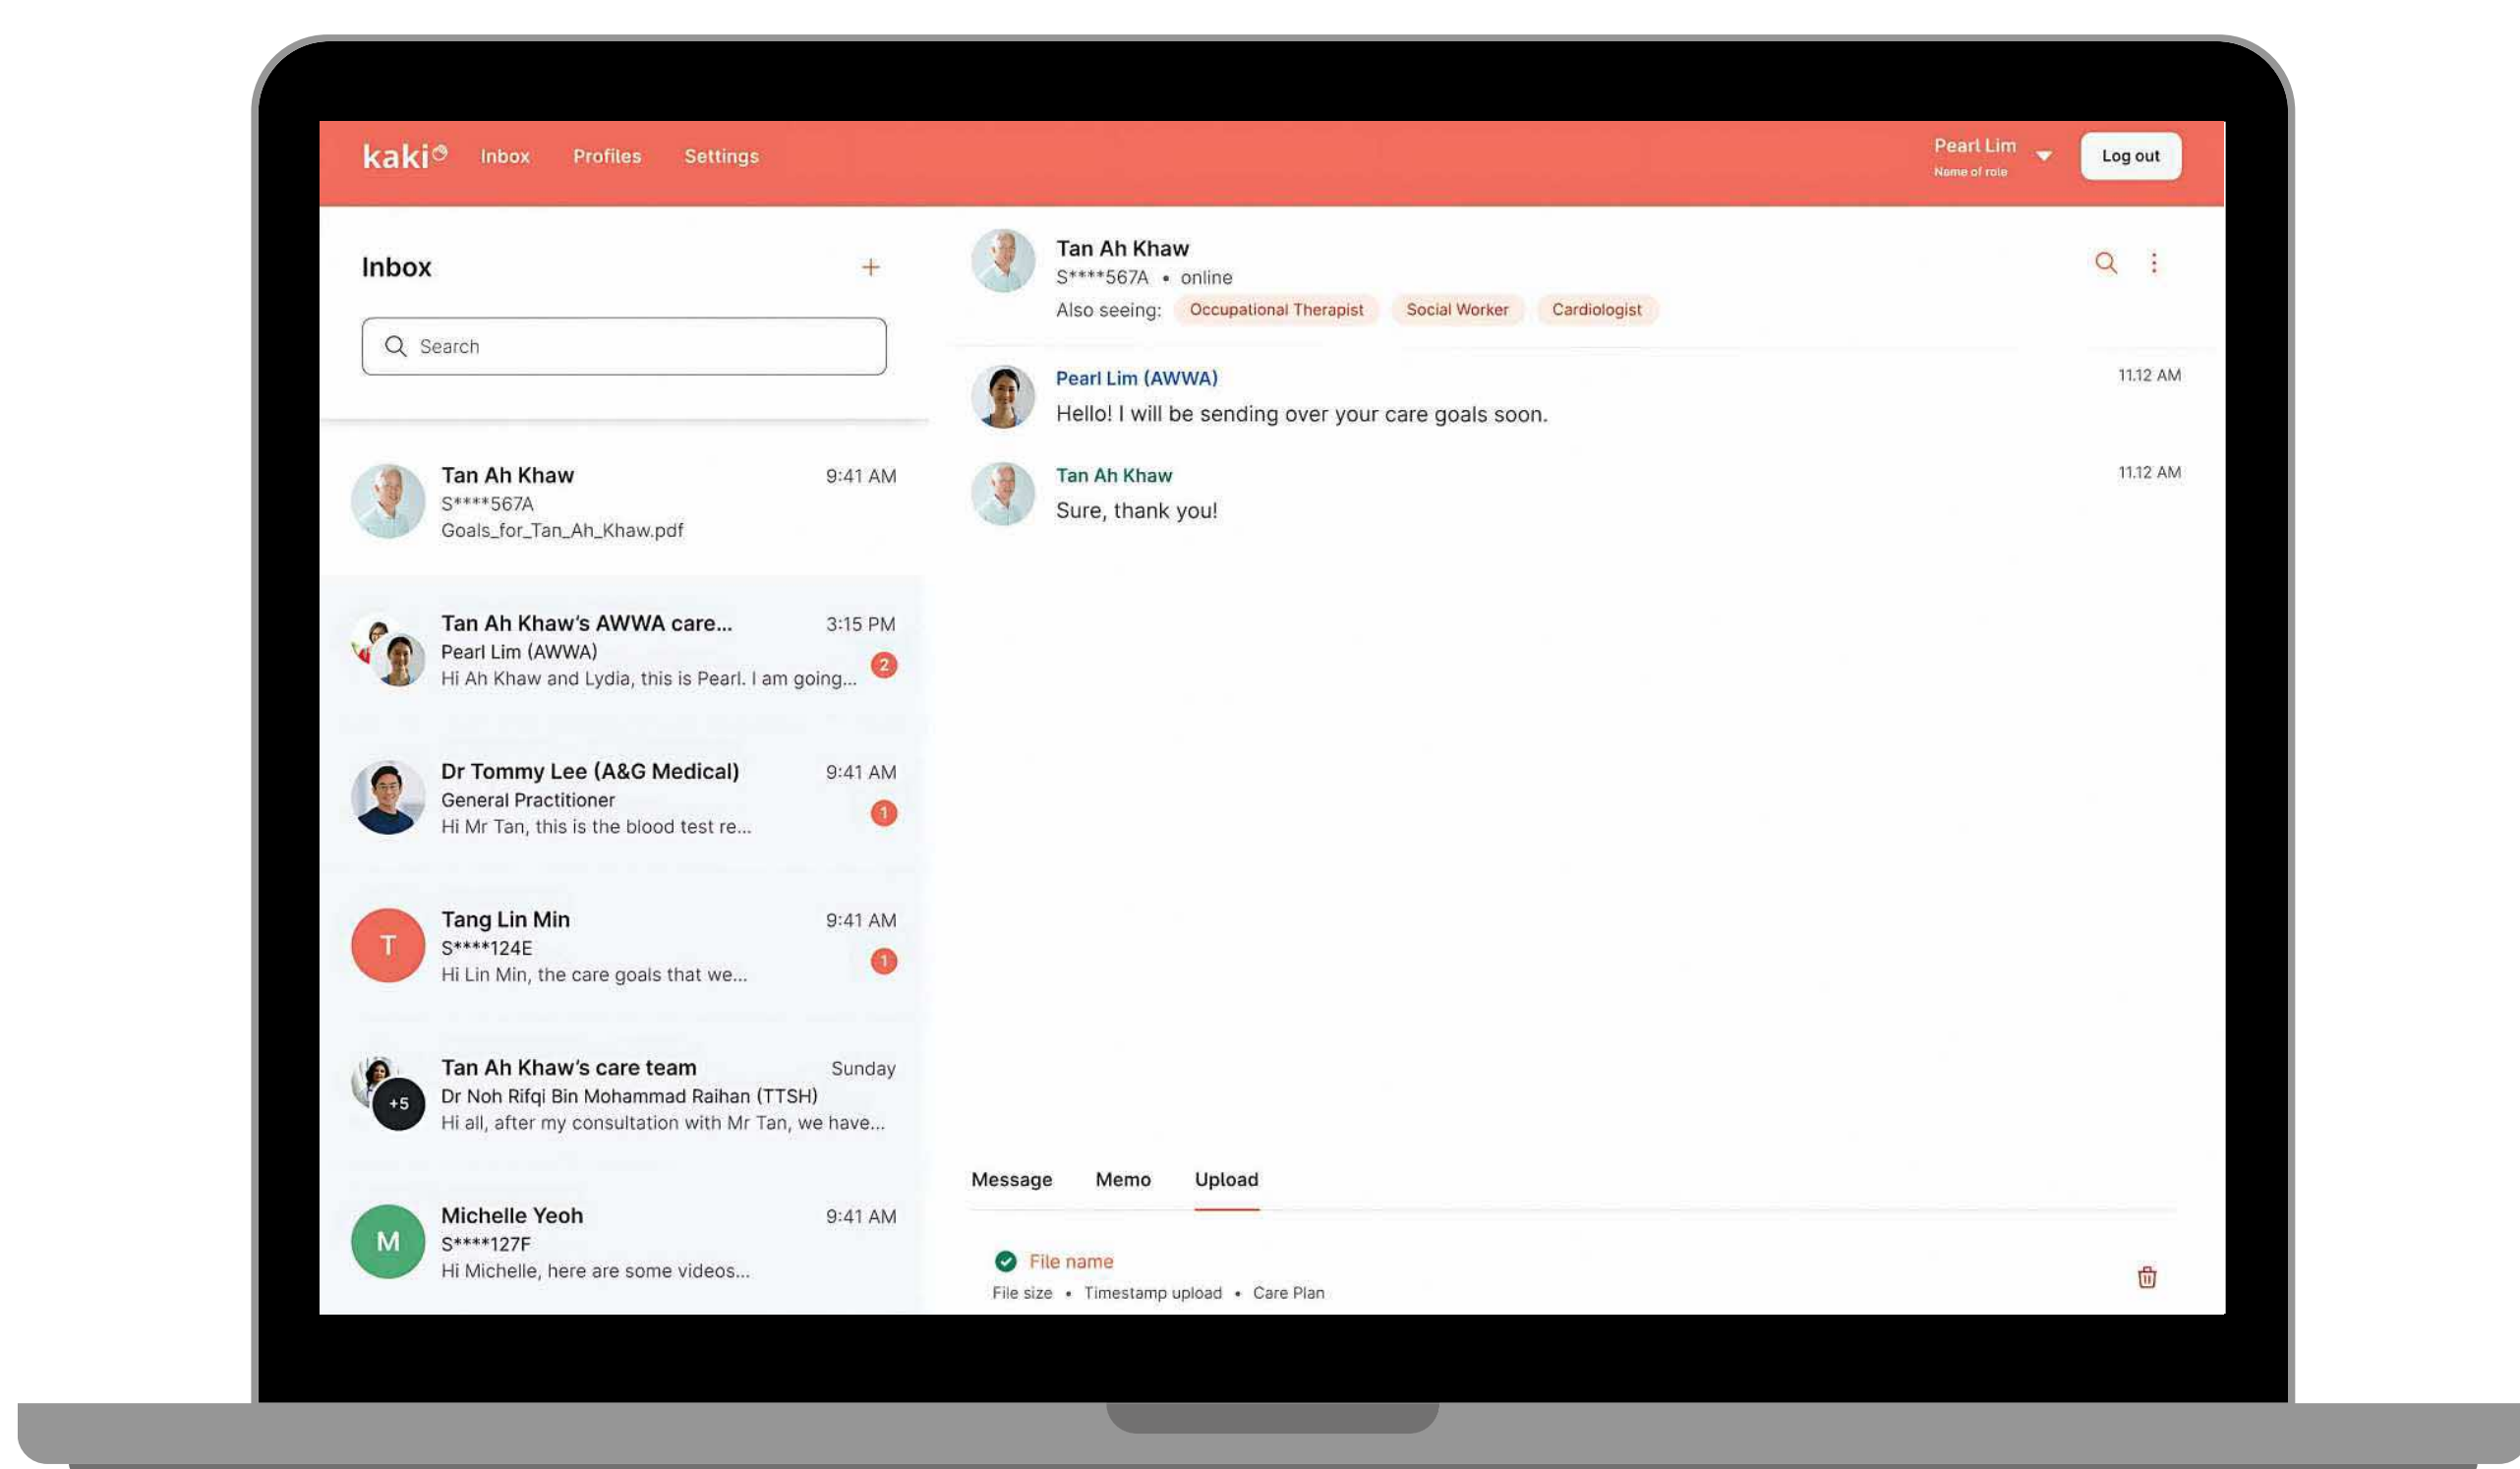 kaki Inbox Profiles Settings
Pearl Lim
Name of role
Log out
Inbox
+
Search
Tan Ah Khaw 9:41 AM
S****567A
Goals_for_Tan_Ah_Khaw.pdf
Tan Ah Khaw’s AWWA care... 3:15 PM
Pearl Lim (AWWA)
2
Hi Ah Khaw and Lydia, this is Pearl. I am going...
Dr Tommy Lee (A&G Medical) 9:41 AM
General Practitioner
1
Hi Mr Tan, this is the blood test re...
T
Tang Lin Min 9:41 AM
S****124E
1
Hi Lin Min, the care goals that we...
Tan Ah Khaw’s care team Sunday
+5
Dr Noh Rifqi Bin Mohammad Raihan (TTSH)
Hi all, after my consultation with Mr Tan, we have...
M
Michelle Yeoh 9:41 AM
S****127F
Hi Michelle, here are some videos...
Tan Ah Khaw
S****567A • online
Also seeing: Occupational Therapist Social Worker Cardiologist
Pearl Lim (AWWA) 11.12 AM
Hello! I will be sending over your care goals soon.
Tan Ah Khaw 11.12 AM
Sure, thank you!
Message Memo Upload
File name
File size • Timestamp upload • Care Plan